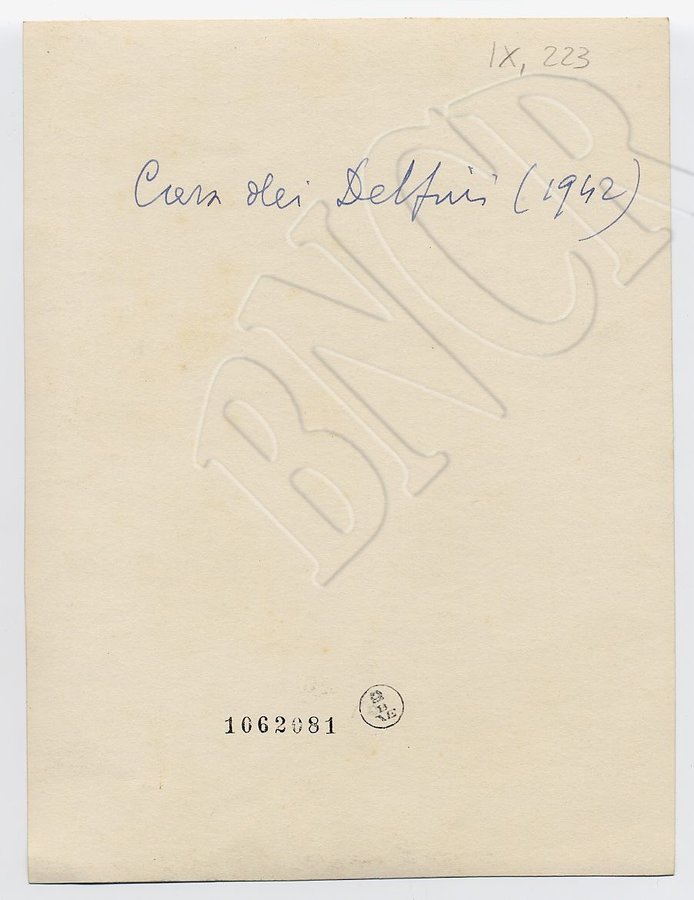 IX, 223
Casa dei Delfini (1942)
BNCR
1062081